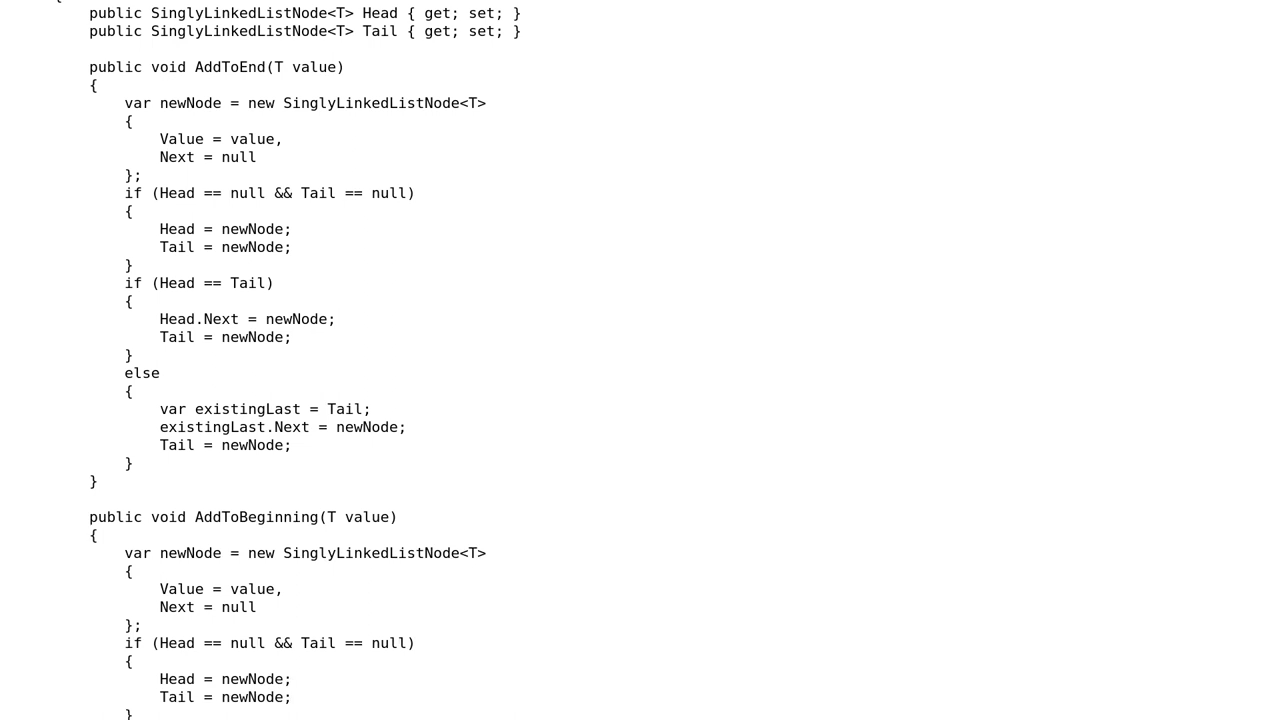 {
public SinglyLinkedListNode<T> Head { get; set; }
public SinglyLinkedListNode<T> Tail { get; set; }
public void AddToEnd(T value)
{
var newNode = new SinglyLinkedListNode<T>
{
Value = value,
Next = null
};
if (Head == null && Tail == null)
{
Head = newNode;
Tail = newNode;
}
if (Head == Tail)
{
Head.Next = newNode;
Tail = newNode;
}
else
{
var existingLast = Tail;
existingLast.Next = newNode;
Tail = newNode;
}
}
public void AddToBeginning(T value)
{
var newNode = new SinglyLinkedListNode<T>
{
Value = value,
Next = null
};
if (Head == null && Tail == null)
{
Head = newNode;
Tail = newNode;
}